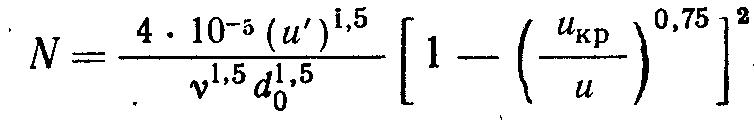 N = \frac{4 \cdot 10^{-5} (u')^{1,5}}{\nu^{1,5} d_0^{1,5}} \left[ 1 - \left( \frac{u_{кр}}{u} \right)^{0,75} \right]^2